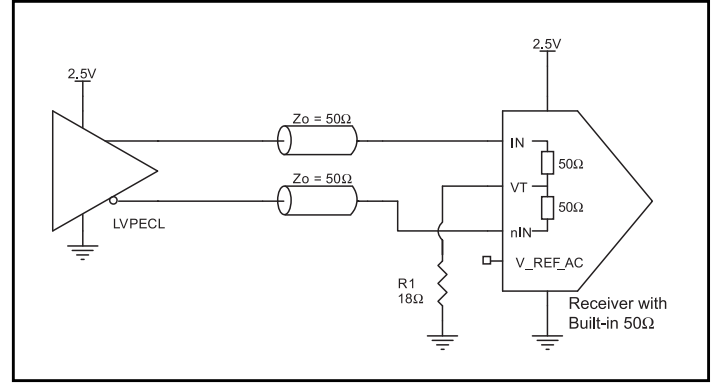 2.5V
2.5V
Zo = 50Ω
IN
50Ω
Zo = 50Ω
VT
50Ω
LVPECL
nIN
V_REF_AC
R1
18Ω
Receiver with
Built-in 50Ω